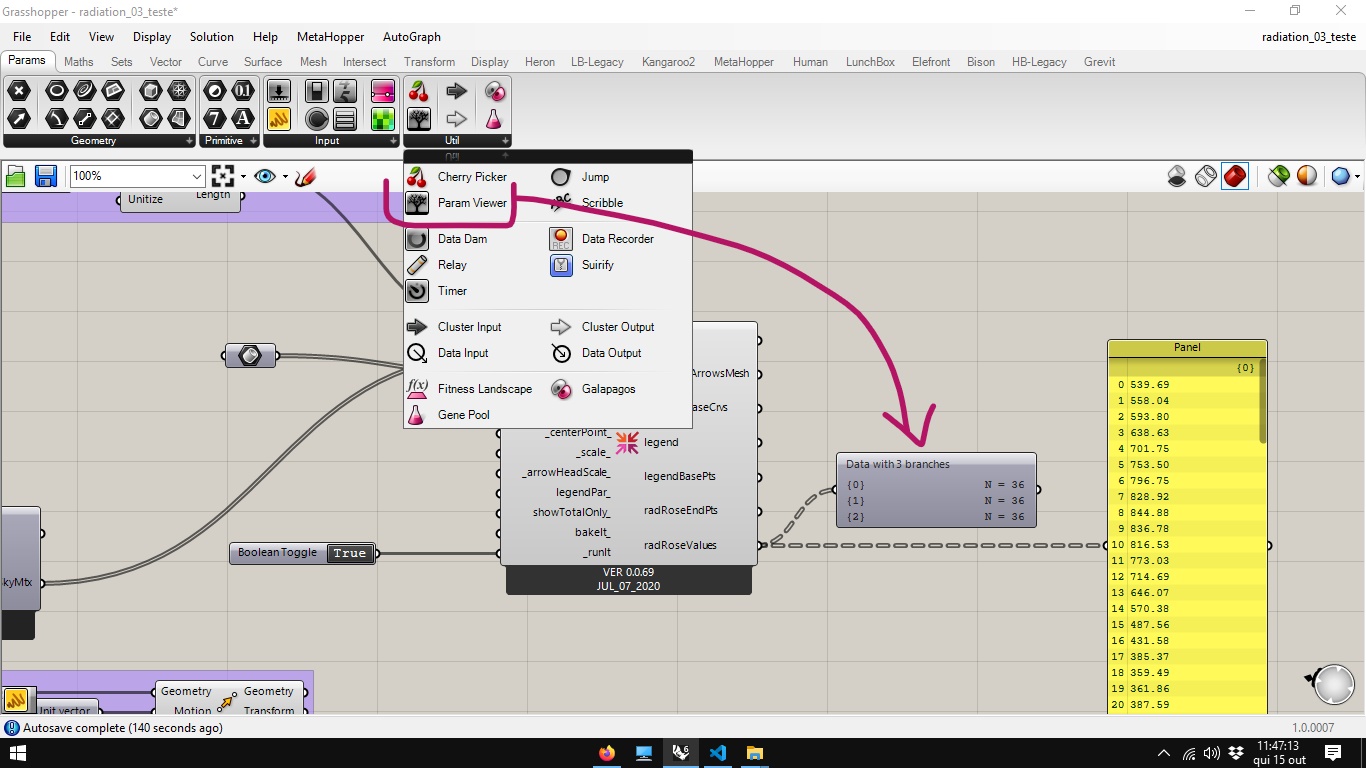 Grasshopper - radiation_03_teste*
File Edit View Display Solution Help MetaHopper AutoGraph radiation_03_teste
Params Maths Sets Vector Curve Surface Mesh Intersect Transform Display Heron LB-Legacy Kangaroo2 MetaHopper Human LunchBox Elefront Bison HB-Legacy Grevit
Geometry Primitive Input Util
100%
Cherry Picker Jump
Param Viewer Scribble
Data Dam Data Recorder
Relay Suirify
Timer
Cluster Input Cluster Output
Data Input Data Output
Fitness Landscape Galapagos
Gene Pool
Unitize Length
ArrowsMesh
aseCrvs
_centerPoint_
_scale_
_arrowHeadScale_
legendPar_
showTotalOnly_
bakeIt_
_runIt
legend
legendBasePts
radRoseEndPts
radRoseValues
VER 0.0.69
JUL_07_2020
Boolean Toggle True
kyMtx
Data with 3 branches
{0} N = 36
{1} N = 36
{2} N = 36
Panel
{0}
0 539.69
1 558.04
2 593.80
3 638.63
4 701.75
5 753.50
6 796.75
7 828.92
8 844.88
9 836.78
10 816.53
11 773.03
12 714.69
13 646.07
14 570.38
15 487.56
16 431.58
17 385.37
18 359.49
19 361.86
20 387.59
Unit vector
Geometry Geometry
Motion Transform
Autosave complete (140 seconds ago) 1.0.0007
11:47:13
qui 15 out